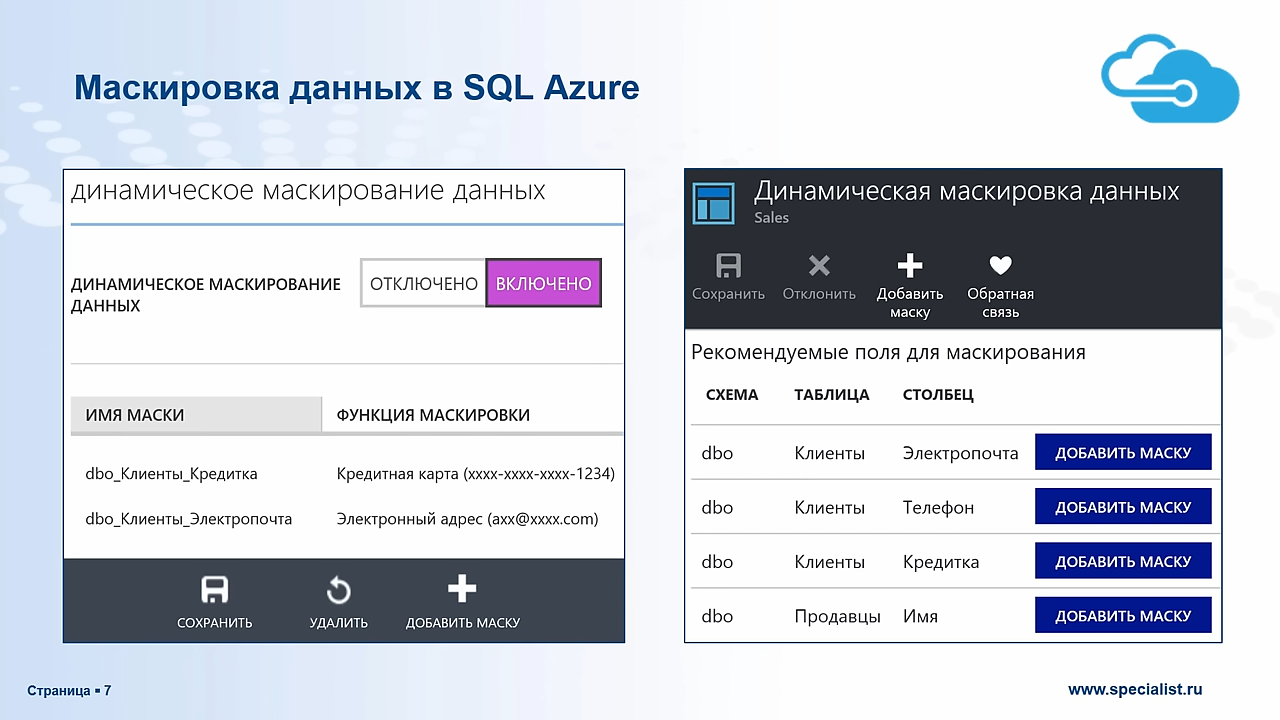 Маскировка данных в SQL Azure
динамическое маскирование данных
ДИНАМИЧЕСКОЕ МАСКИРОВАНИЕ
ДАННЫХ
ОТКЛЮЧЕНО ВКЛЮЧЕНО
ИМЯ МАСКИ ФУНКЦИЯ МАСКИРОВКИ
dbo_Клиенты_Кредитка Кредитная карта (xxxx-xxxx-xxxx-1234)
dbo_Клиенты_Электропочта Электронный адрес (axx@xxxx.com)
СОХРАНИТЬ УДАЛИТЬ ДОБАВИТЬ МАСКУ
Динамическая маскировка данных
Sales
Сохранить Отклонить Добавить маску Обратная связь
Рекомендуемые поля для маскирования
СХЕМА ТАБЛИЦА СТОЛБЕЦ
dbo Клиенты Электропочта ДОБАВИТЬ МАСКУ
dbo Клиенты Телефон ДОБАВИТЬ МАСКУ
dbo Клиенты Кредитка ДОБАВИТЬ МАСКУ
dbo Продавцы Имя ДОБАВИТЬ МАСКУ
Страница ▪ 7
www.specialist.ru